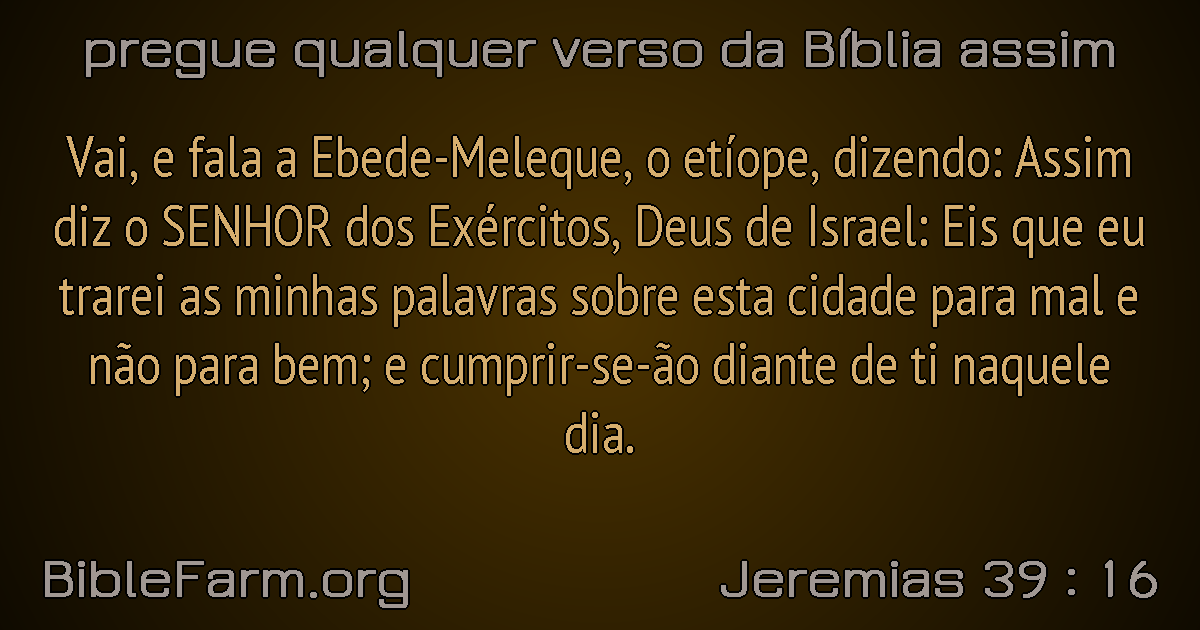 pregue qualquer verso da Bíblia assim
Vai, e fala a Ebede-Meleque, o etíope, dizendo: Assim
diz o SENHOR dos Exércitos, Deus de Israel: Eis que eu
trarei as minhas palavras sobre esta cidade para mal e
não para bem; e cumprir-se-ão diante de ti naquele
dia.
BibleFarm.org
Jeremias 39 : 16